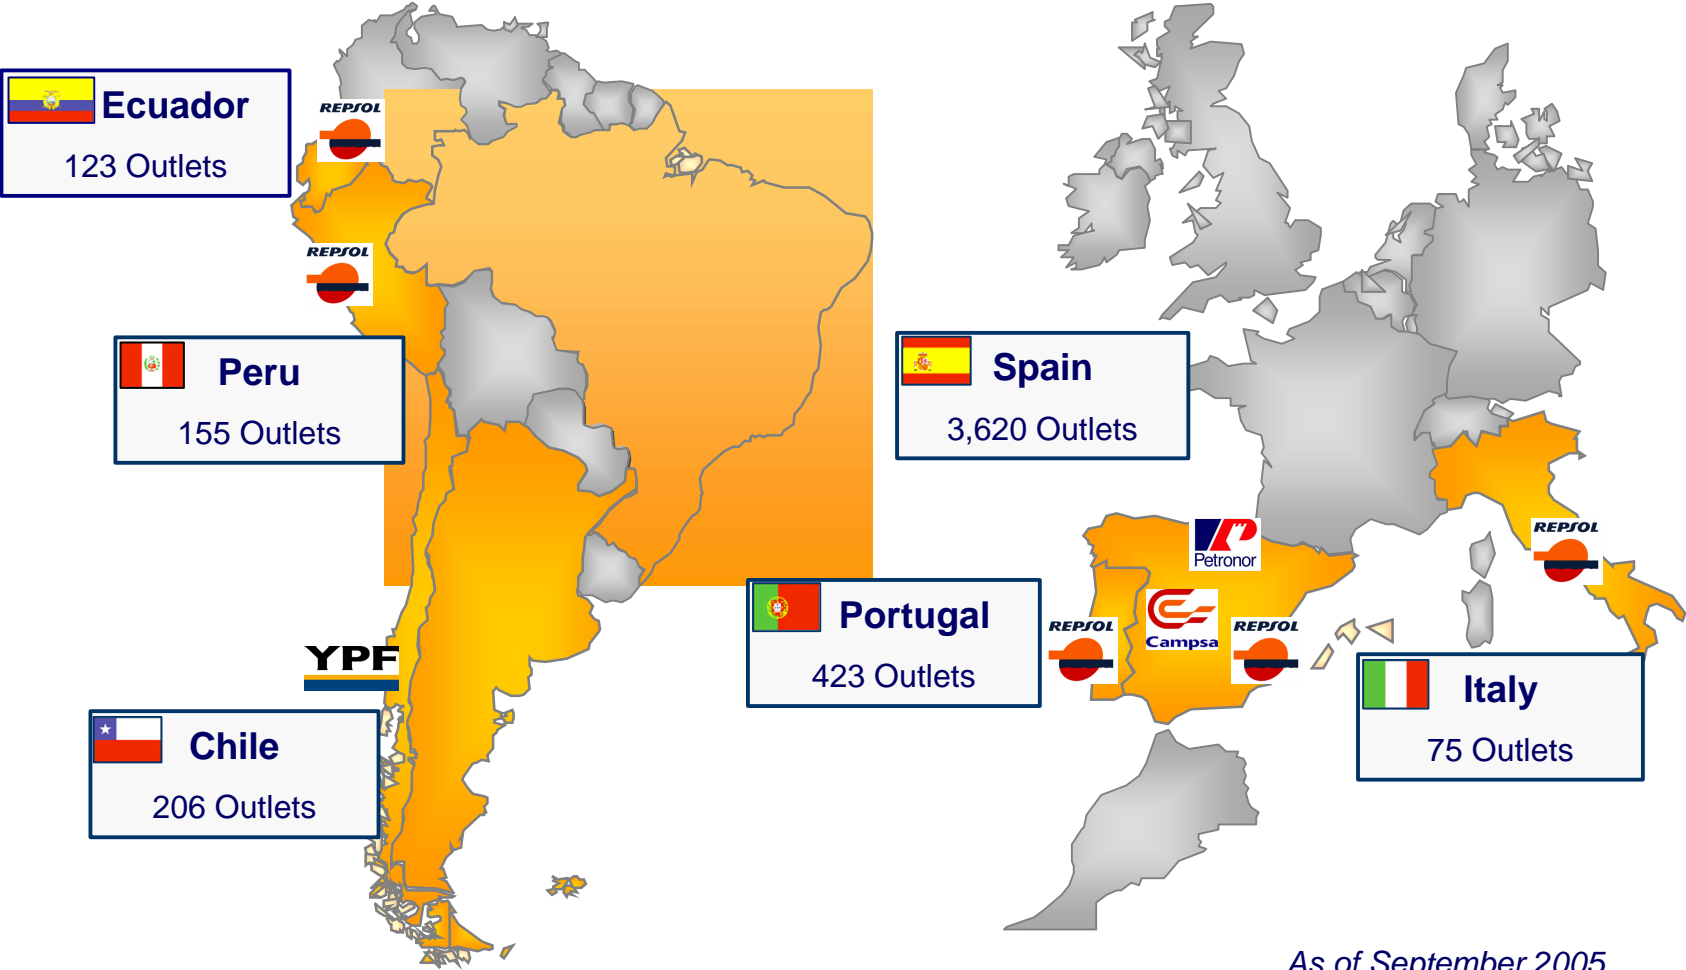 Ecuador
123 Outlets
REPSOL
REPSOL
Peru
155 Outlets
Spain
3,620 Outlets
REPSOL
Petronor
Portugal
423 Outlets
REPSOL
Campsa
REPSOL
YPF
Italy
75 Outlets
Chile
206 Outlets
As of September 2005